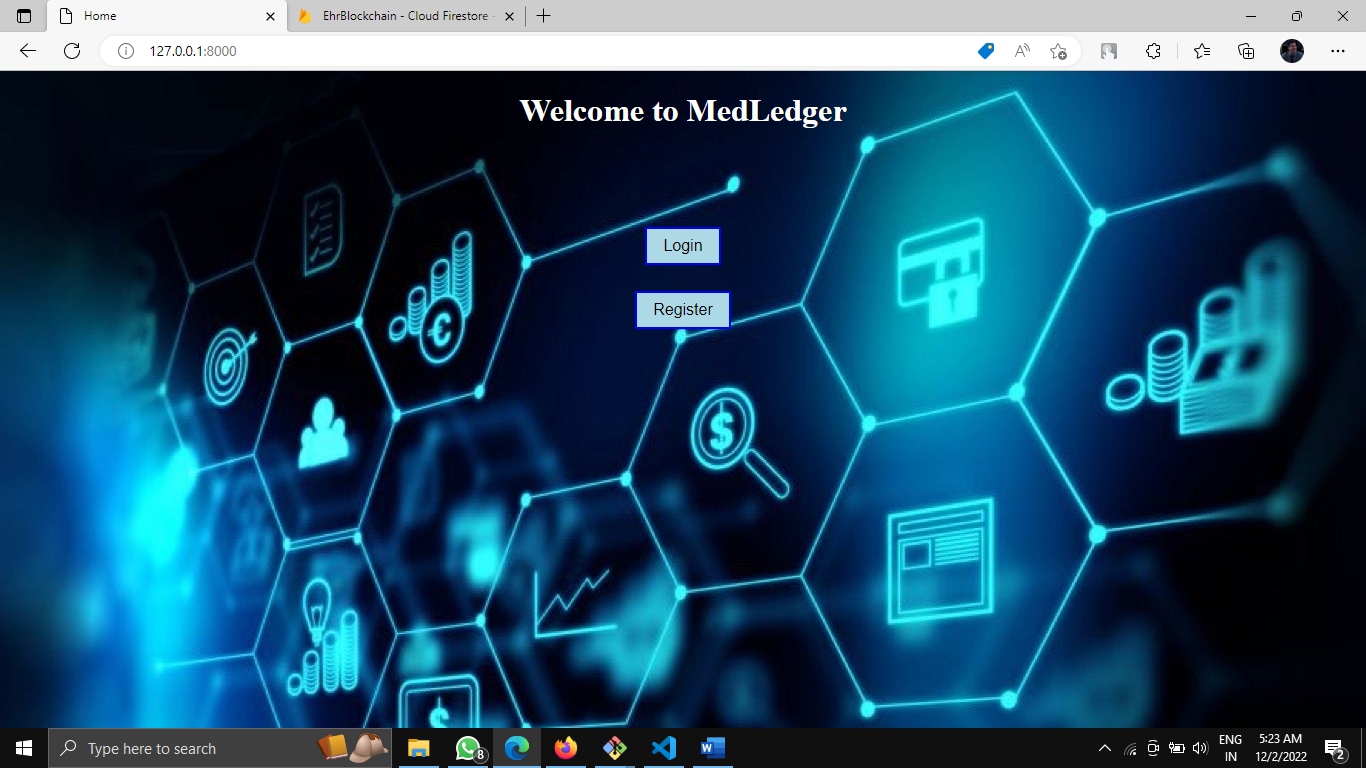 Home
EhrBlockchain - Cloud Firestore -
127.0.0.1:8000
Welcome to MedLedger
Login
Register
€
$
$
Type here to search
8
ENG
IN
5:23 AM
12/2/2022
2